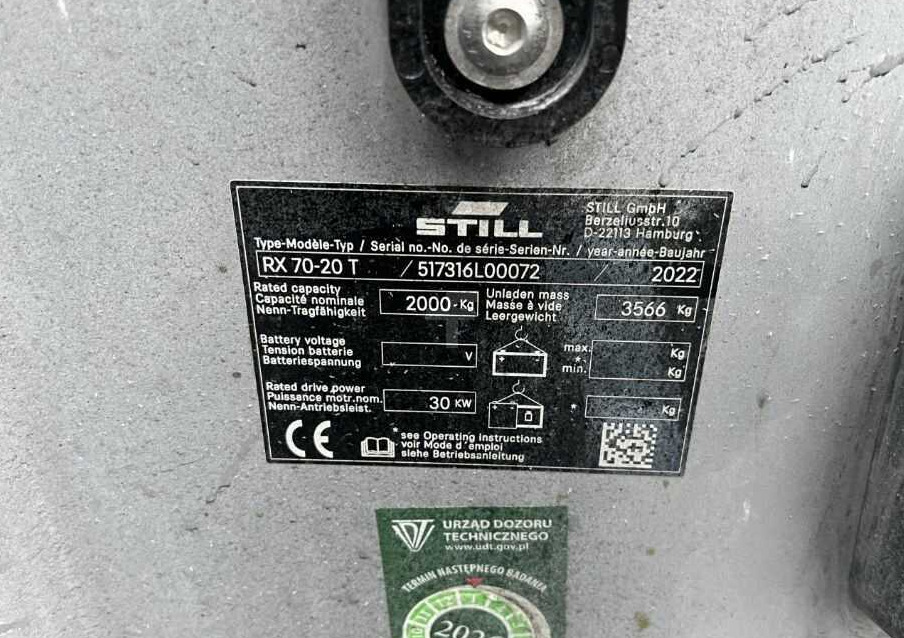 STILL
STILL GmbH
Berzeliusstr.10
D-22113 Hamburg
Type-Modèle-Typ / Serial no.-No. de série-Serien-Nr. / year-année-Baujahr
RX 70-20 T / 517316L00072 / 2022
Rated capacity
Capacité nominale
Nenn-Tragfähigkeit
2000-Kg
Unladen mass
Masse à vide
Leergewicht
3566 Kg
Battery voltage
Tension batterie
Batteriespannung
V
max.
*
min.
Kg
Kg
Rated drive power
Puissance motr.nom.
Nenn-Antriebsleist.
30 KW
*
Kg
CE
*see Operating instructions
voir Mode d'emploi
siehe Betriebsanleitung
UDT
URZĄD DOZORU
TECHNICZNEGO
www.udt.gov.pl
TERMIN NASTĘPNEGO BADANIA